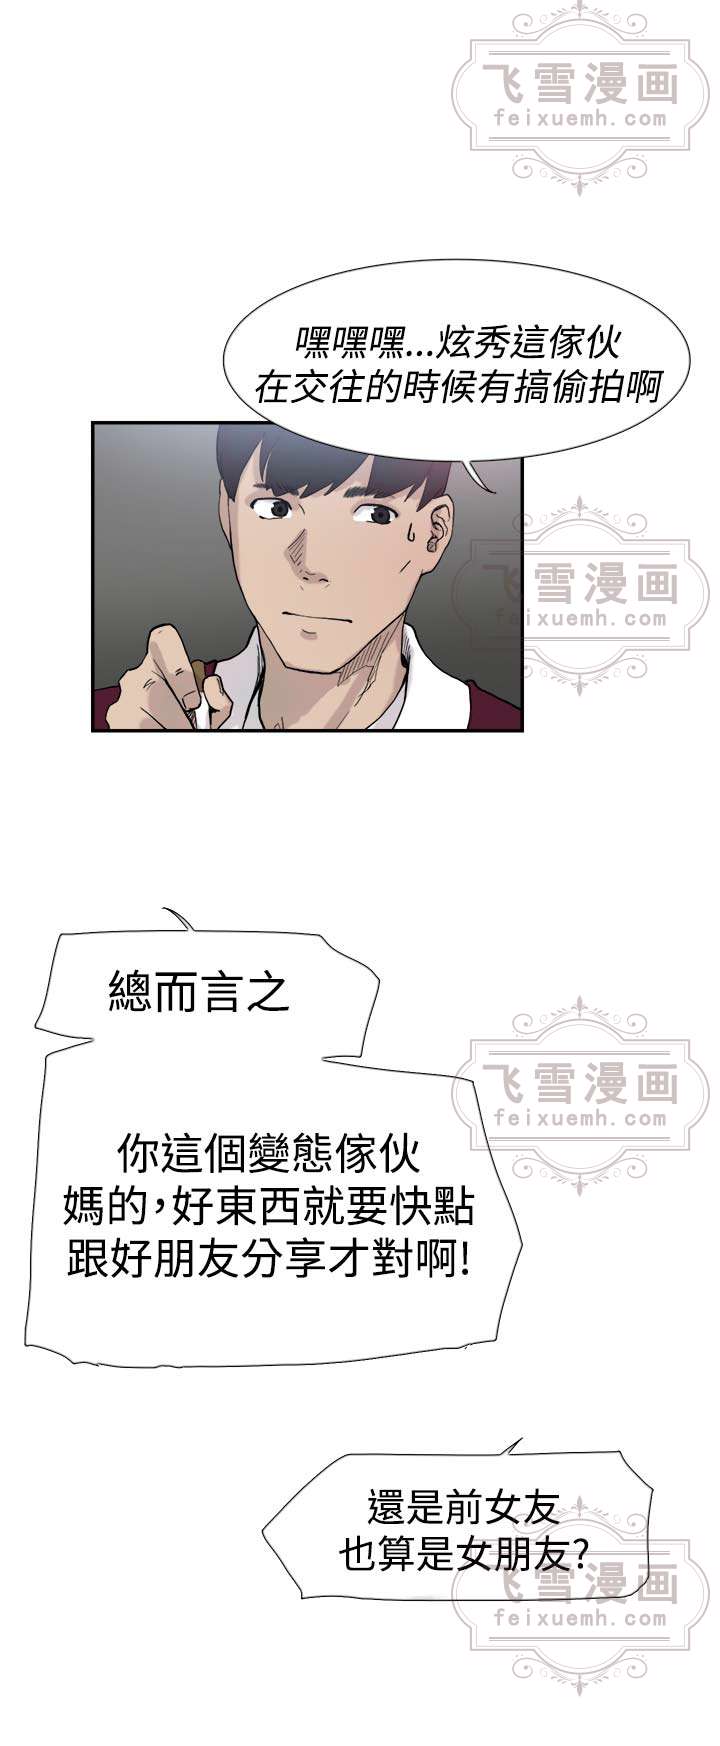 飞雪漫画
feixuemh.com
嘿嘿嘿...炫秀這傢伙
在交往的時候有搞偷拍啊
飞雪漫画
feixuemh.com
總而言之
飞雪漫画
feixuemh.com
你這個變態傢伙
媽的,好東西就要快點
跟好朋友分享才對啊!
還是前女友
也算是女朋友?
飞雪漫画
feixuemh.com